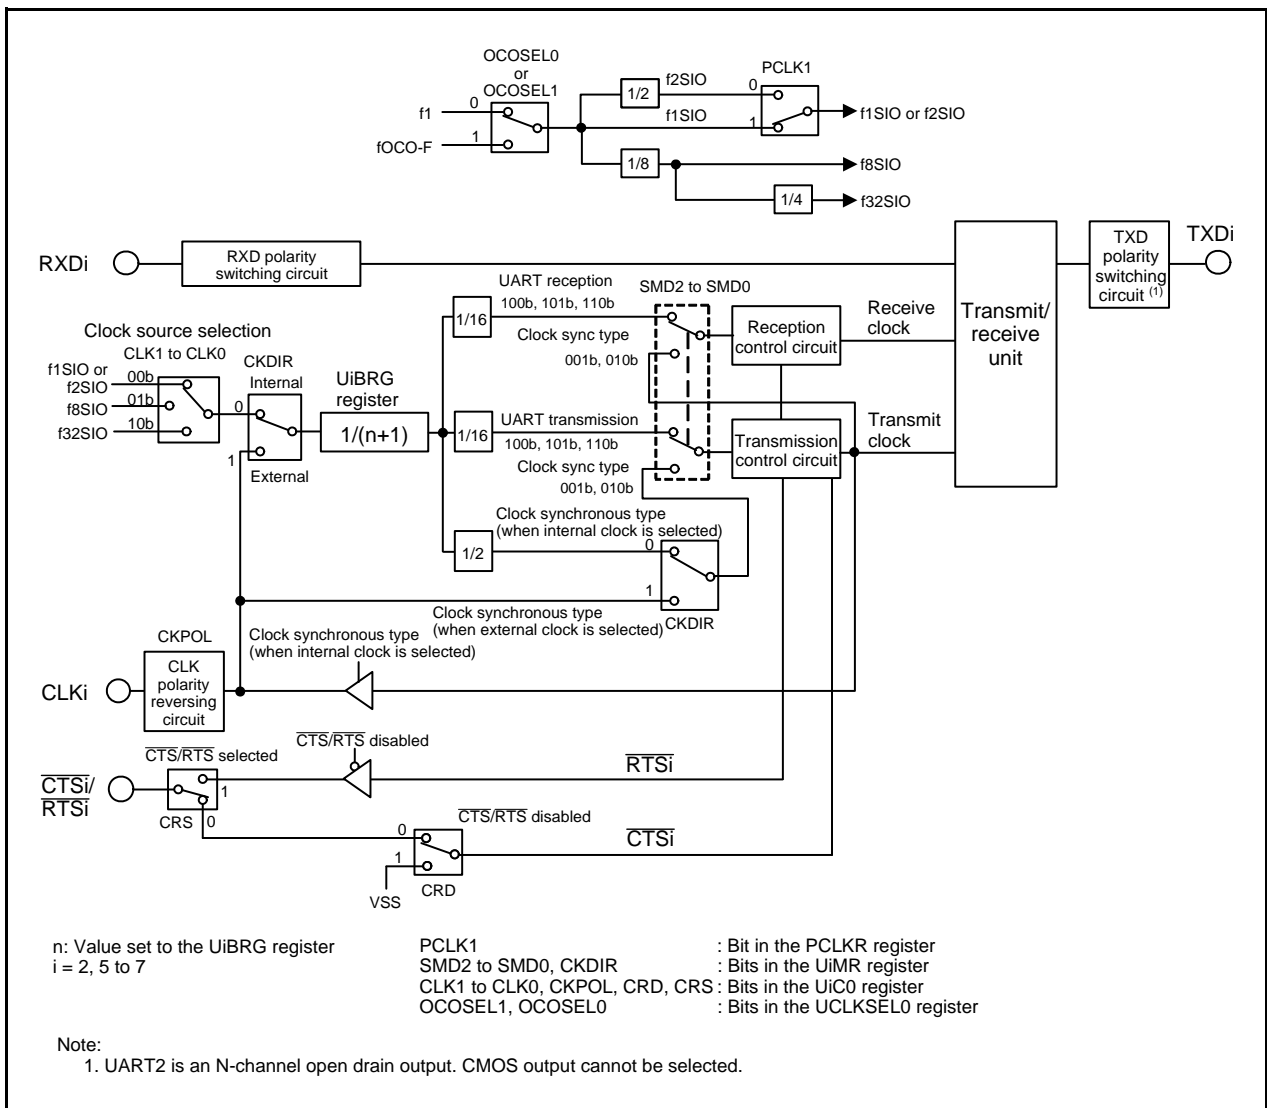 OCOSEL0
or
OCOSEL1
f1
0
fOCO-F
1
1/2
f2SIO
f1SIO
PCLK1
0
1
f1SIO or f2SIO
1/8
f8SIO
1/4
f32SIO
RXDi
RXD polarity
switching circuit
TXD
polarity
switching
circuit (1)
TXDi
Transmit/
receive
unit
Clock source selection
CLK1 to CLK0
f1SIO or
f2SIO
00b
f8SIO
01b
f32SIO
10b
CKDIR
Internal
0
1
External
UiBRG
register
1/(n+1)
1/16
UART reception
100b, 101b, 110b
Clock sync type
001b, 010b
SMD2 to SMD0
Reception
control circuit
Receive
clock
1/16
UART transmission
100b, 101b, 110b
Clock sync type
001b, 010b
Transmission
control circuit
Transmit
clock
Clock synchronous type
(when internal clock is selected)
1/2
0
1
CKDIR
Clock synchronous type
(when external clock is selected)
CKPOL
CLKi
CLK
polarity
reversing
circuit
Clock synchronous type
(when internal clock is selected)
CTS/RTS selected
CTS/RTS disabled
CTSi/
RTSi
1
CRS
0
RTSi
CTS/RTS disabled
0
1
CTSi
VSS
CRD
n: Value set to the UiBRG register
i = 2, 5 to 7
PCLK1 : Bit in the PCLKR register
SMD2 to SMD0, CKDIR : Bits in the UiMR register
CLK1 to CLK0, CKPOL, CRD, CRS : Bits in the UiC0 register
OCOSEL1, OCOSEL0 : Bits in the UCLKSEL0 register
Note:
1. UART2 is an N-channel open drain output. CMOS output cannot be selected.